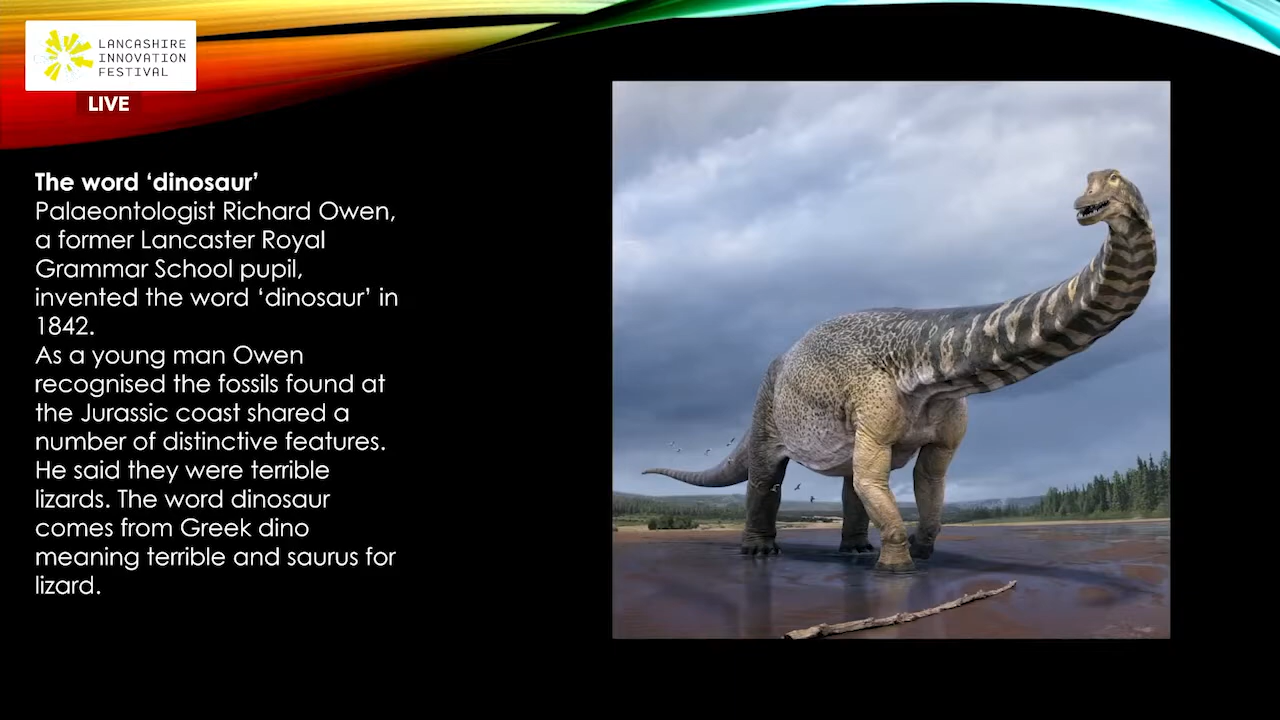 LANCASHIRE
INNOVATION
FESTIVAL
LIVE
The word ‘dinosaur’
Palaeontologist Richard Owen,
a former Lancaster Royal
Grammar School pupil,
invented the word ‘dinosaur’ in
1842.
As a young man Owen
recognised the fossils found at
the Jurassic coast shared a
number of distinctive features.
He said they were terrible
lizards. The word dinosaur
comes from Greek dino
meaning terrible and saurus for
lizard.